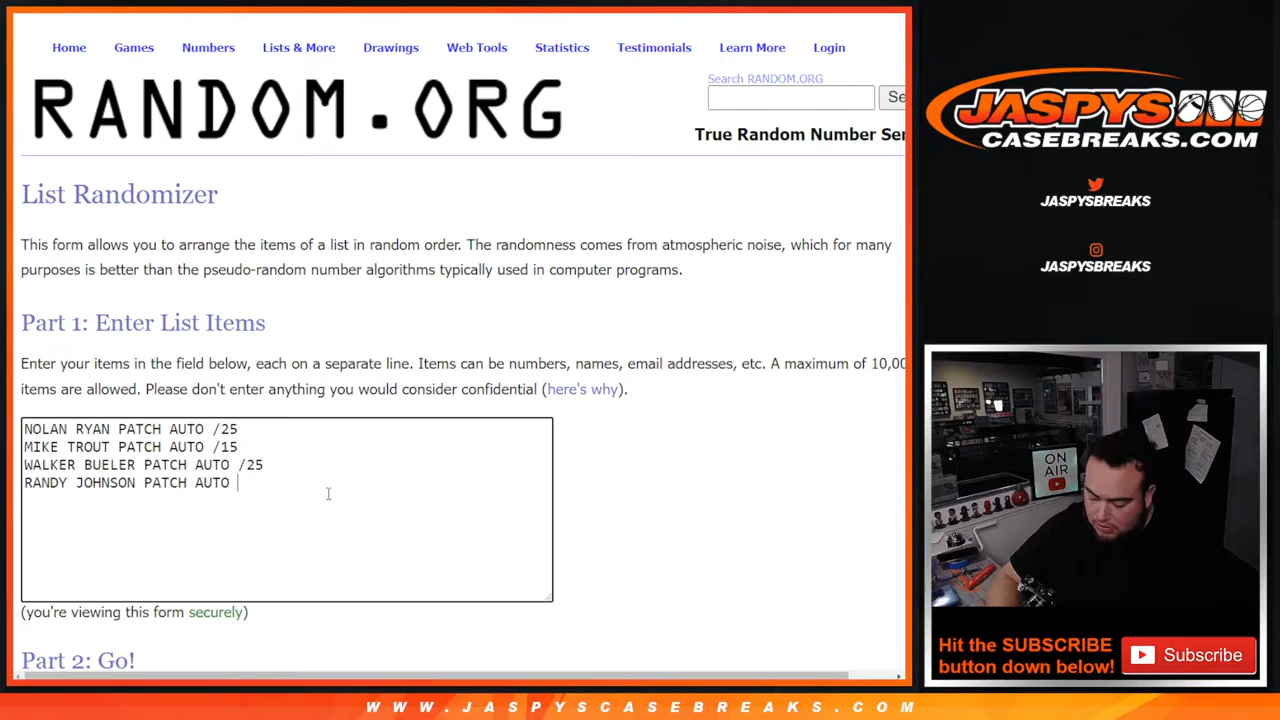 Home Games Numbers Lists & More Drawings Web Tools Statistics Testimonials Learn More Login
RANDOM.ORG
Search RANDOM.ORG
Se
True Random Number Ser
List Randomizer
This form allows you to arrange the items of a list in random order. The randomness comes from atmospheric noise, which for many
purposes is better than the pseudo-random number algorithms typically used in computer programs.
Part 1: Enter List Items
Enter your items in the field below, each on a separate line. Items can be numbers, names, email addresses, etc. A maximum of 10,00
items are allowed. Please don't enter anything you would consider confidential (here's why).
NOLAN RYAN PATCH AUTO /25
MIKE TROUT PATCH AUTO /15
WALKER BUELER PATCH AUTO /25
RANDY JOHNSON PATCH AUTO
(you're viewing this form securely)
Part 2: Go!
JASPYS
CASEBREAKS.COM
JASPYSBREAKS
JASPYSBREAKS
ON
AIR
Hit the SUBSCRIBE
button down below!
Subscribe
WWW.JASPYSCASEBREAKS.COM